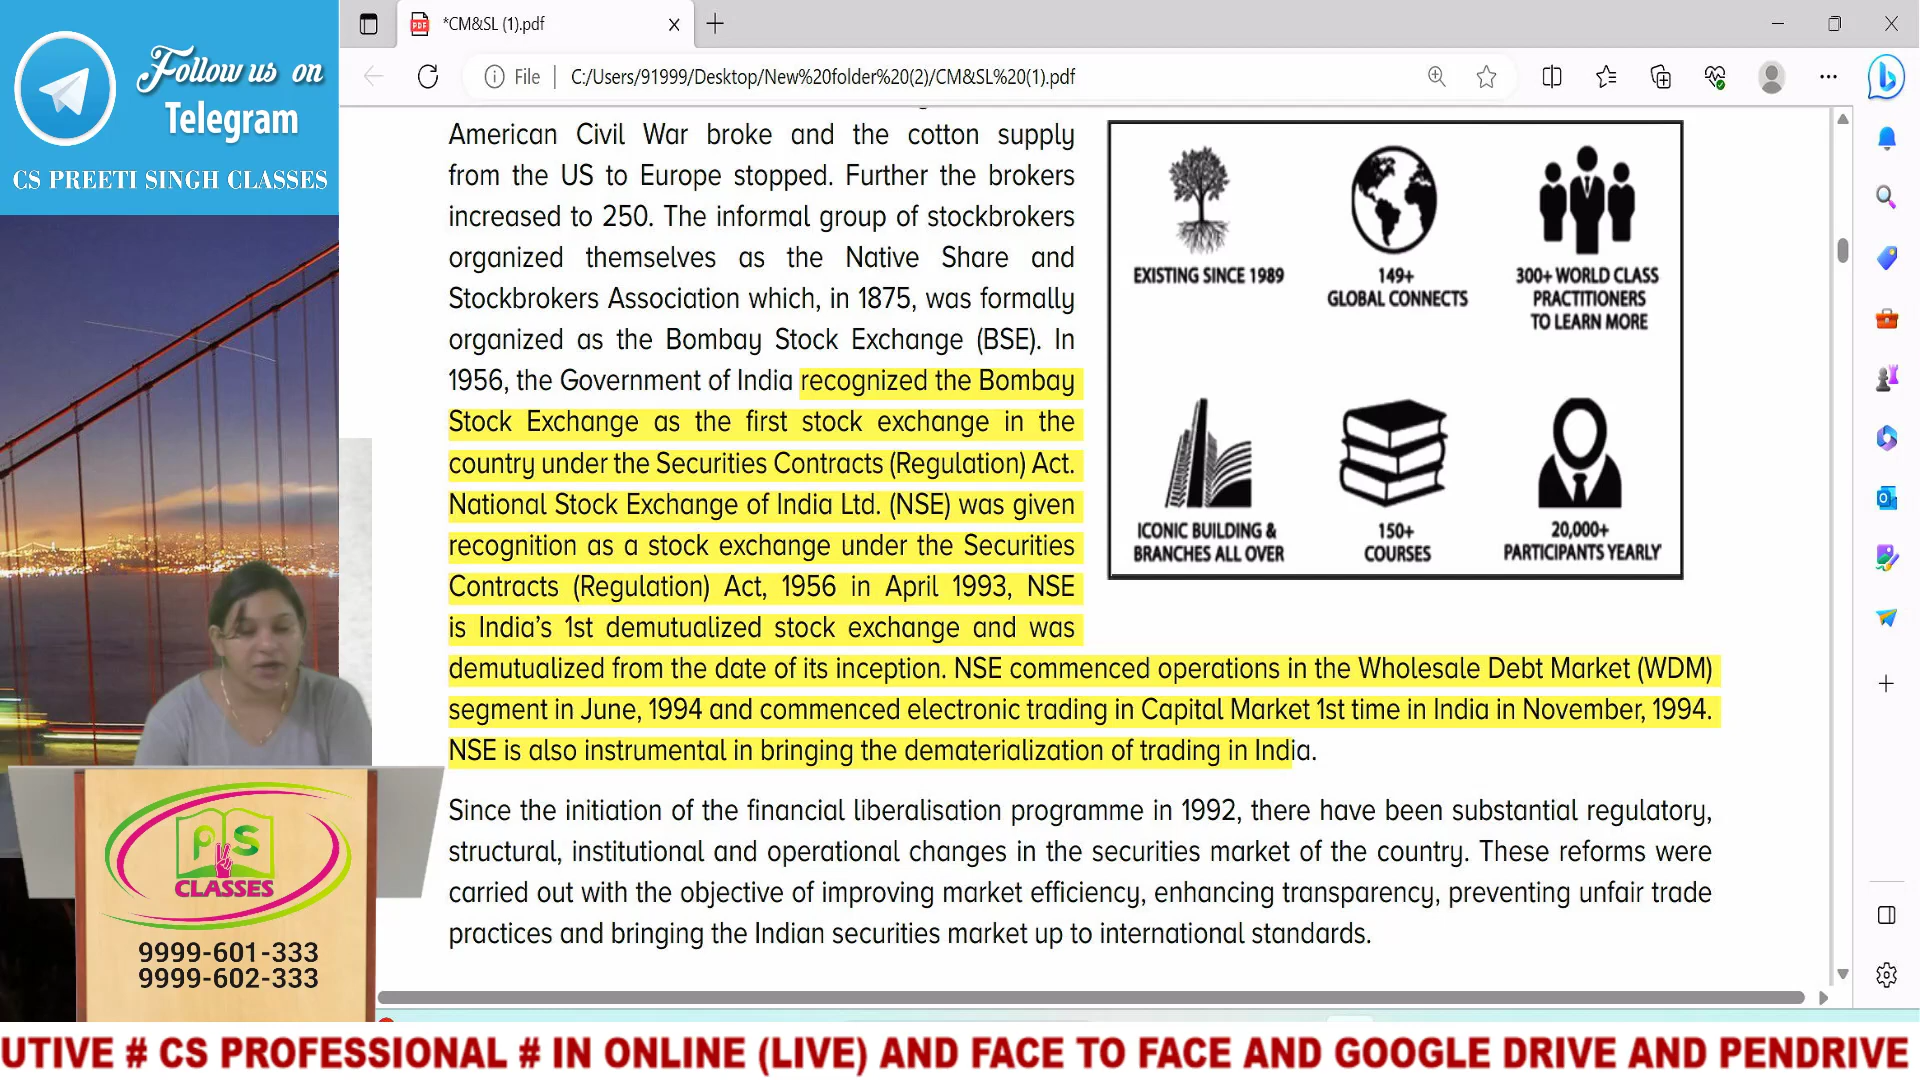 Follow us on
Telegram
CS PREETI SINGH CLASSES
*CM&SL (1).pdf
File
C:/Users/91999/Desktop/New%20folder%20(2)/CM&SL%20(1).pdf
American Civil War broke and the cotton supply
from the US to Europe stopped. Further the brokers
increased to 250. The informal group of stockbrokers
organized themselves as the Native Share and
Stockbrokers Association which, in 1875, was formally
organized as the Bombay Stock Exchange (BSE). In
1956, the Government of India recognized the Bombay
Stock Exchange as the first stock exchange in the
country under the Securities Contracts (Regulation) Act.
National Stock Exchange of India Ltd. (NSE) was given
recognition as a stock exchange under the Securities
Contracts (Regulation) Act, 1956 in April 1993, NSE
is India’s 1st demutualized stock exchange and was
demutualized from the date of its inception. NSE commenced operations in the Wholesale Debt Market (WDM)
segment in June, 1994 and commenced electronic trading in Capital Market 1st time in India in November, 1994.
NSE is also instrumental in bringing the dematerialization of trading in India.
EXISTING SINCE 1989
149+
GLOBAL CONNECTS
300+ WORLD CLASS
PRACTITIONERS
TO LEARN MORE
ICONIC BUILDING &
BRANCHES ALL OVER
150+
COURSES
20,000+
PARTICIPANTS YEARLY
Since the initiation of the financial liberalisation programme in 1992, there have been substantial regulatory,
structural, institutional and operational changes in the securities market of the country. These reforms were
carried out with the objective of improving market efficiency, enhancing transparency, preventing unfair trade
practices and bringing the Indian securities market up to international standards.
PS
CLASSES
9999-601-333
9999-602-333
UTIVE # CS PROFESSIONAL # IN ONLINE (LIVE) AND FACE TO FACE AND GOOGLE DRIVE AND PENDRIVE